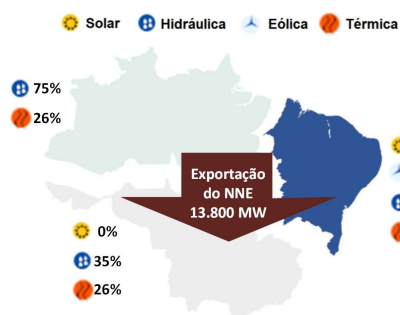 Solar Hidráulica Eólica Térmica
75%
26%
Exportação
do NNE
13.800 MW
0%
35%
26%